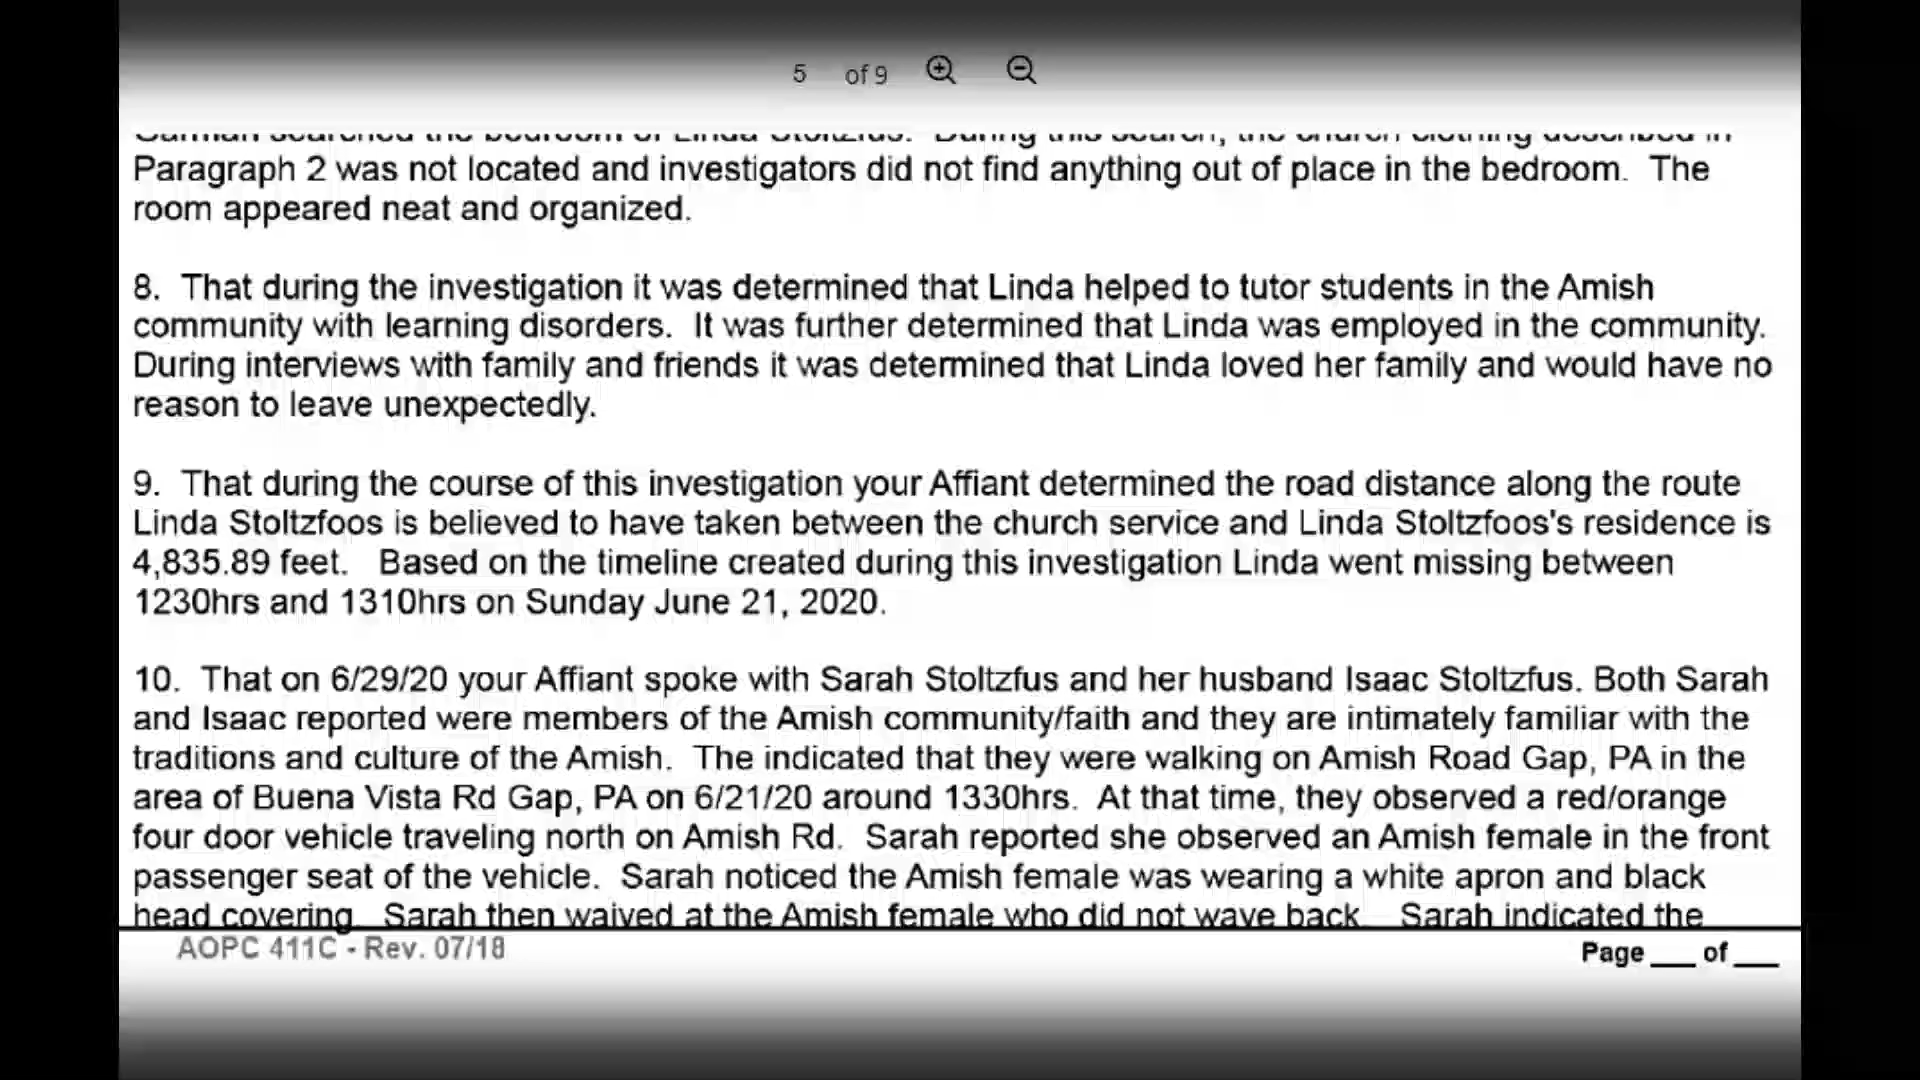 5 of 9
During this search, the church clothing described in
Paragraph 2 was not located and investigators did not find anything out of place in the bedroom. The
room appeared neat and organized.
8. That during the investigation it was determined that Linda helped to tutor students in the Amish
community with learning disorders. It was further determined that Linda was employed in the community.
During interviews with family and friends it was determined that Linda loved her family and would have no
reason to leave unexpectedly.
9. That during the course of this investigation your Affiant determined the road distance along the route
Linda Stoltzfoos is believed to have taken between the church service and Linda Stoltzfoos's residence is
4,835.89 feet. Based on the timeline created during this investigation Linda went missing between
1230hrs and 1310hrs on Sunday June 21, 2020.
10. That on 6/29/20 your Affiant spoke with Sarah Stoltzfus and her husband Isaac Stoltzfus. Both Sarah
and Isaac reported were members of the Amish community/faith and they are intimately familiar with the
traditions and culture of the Amish. The indicated that they were walking on Amish Road Gap, PA in the
area of Buena Vista Rd Gap, PA on 6/21/20 around 1330hrs. At that time, they observed a red/orange
four door vehicle traveling north on Amish Rd. Sarah reported she observed an Amish female in the front
passenger seat of the vehicle. Sarah noticed the Amish female was wearing a white apron and black
head covering. Sarah then waived at the Amish female who did not wave back. Sarah indicated the
AOPC 411C - Rev. 07/18
Page ___ of ___